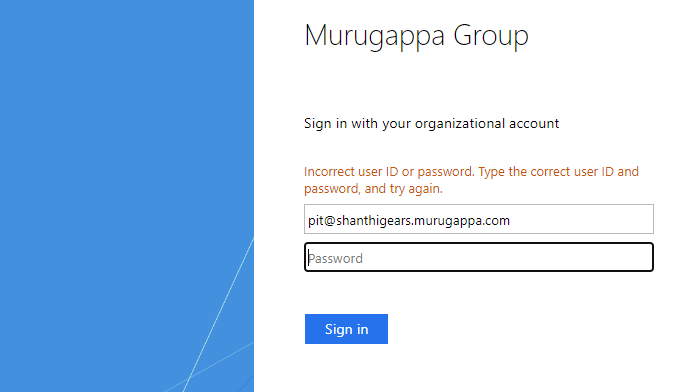 Murugappa Group
Sign in with your organizational account
Incorrect user ID or password. Type the correct user ID and
password, and try again.
pit@shanthigears.murugappa.com
Password
Sign in